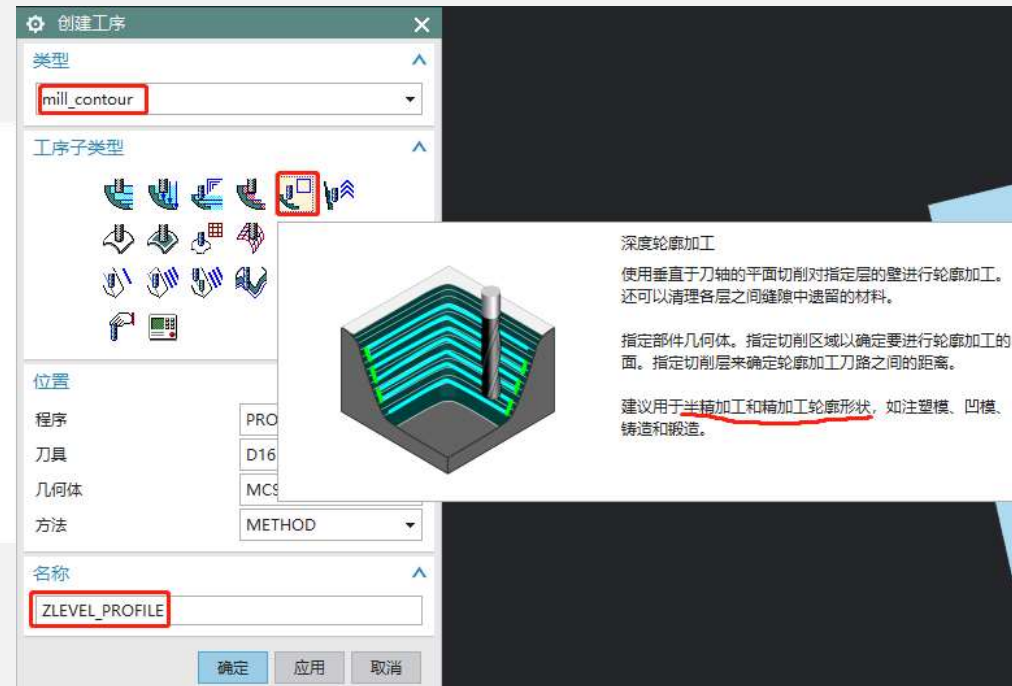 创建工序
类型
mill_contour
工序子类型
深度轮廓加工
使用垂直于刀轴的平面切削对指定层的壁进行轮廓加工。
还可以清理各层之间缝隙中遗留的材料。
指定部件几何体。指定切削区域以确定要进行轮廓加工的
面。指定切削层来确定轮廓加工刀路之间的距离。
建议用于半精加工和精加工轮廓形状，如注塑模、凹模、
铸造和锻造。
位置
程序 PRO
刀具 D16
几何体 MCS
方法 METHOD
名称
ZLEVEL_PROFILE
确定 应用 取消